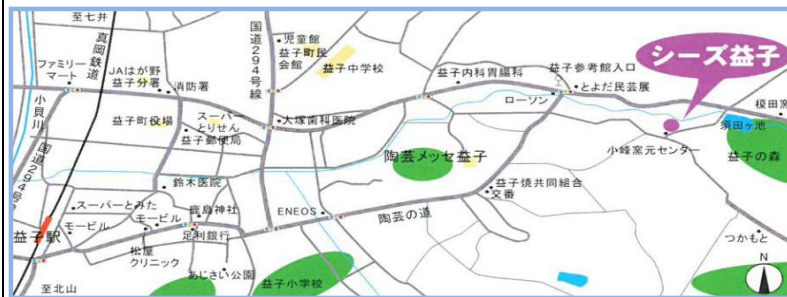 至七井
真岡鉄道
国道294号線
児童館
益子町民
会館
益子中学校
ファミリー
マート
JAはが野
益子分署
消防署
益子内科胃腸科
益子参考館入口
とよだ民芸展
ローソン
シーズ益子
榎田窯
須田ヶ池
小峰窯元センター
益子の森
小貝川
国道294号
益子町役場
スーパー
とりせん
益子郵便局
大塚歯科医院
陶芸メッセ益子
鈴木医院
益子焼共同組合
交番
スーパーとみた
モービル
モービル
鹿島神社
ENEOS
陶芸の道
益子駅
足利銀行
松屋
クリニック
あじさい公園
益子小学校
つかもと
至北山
N